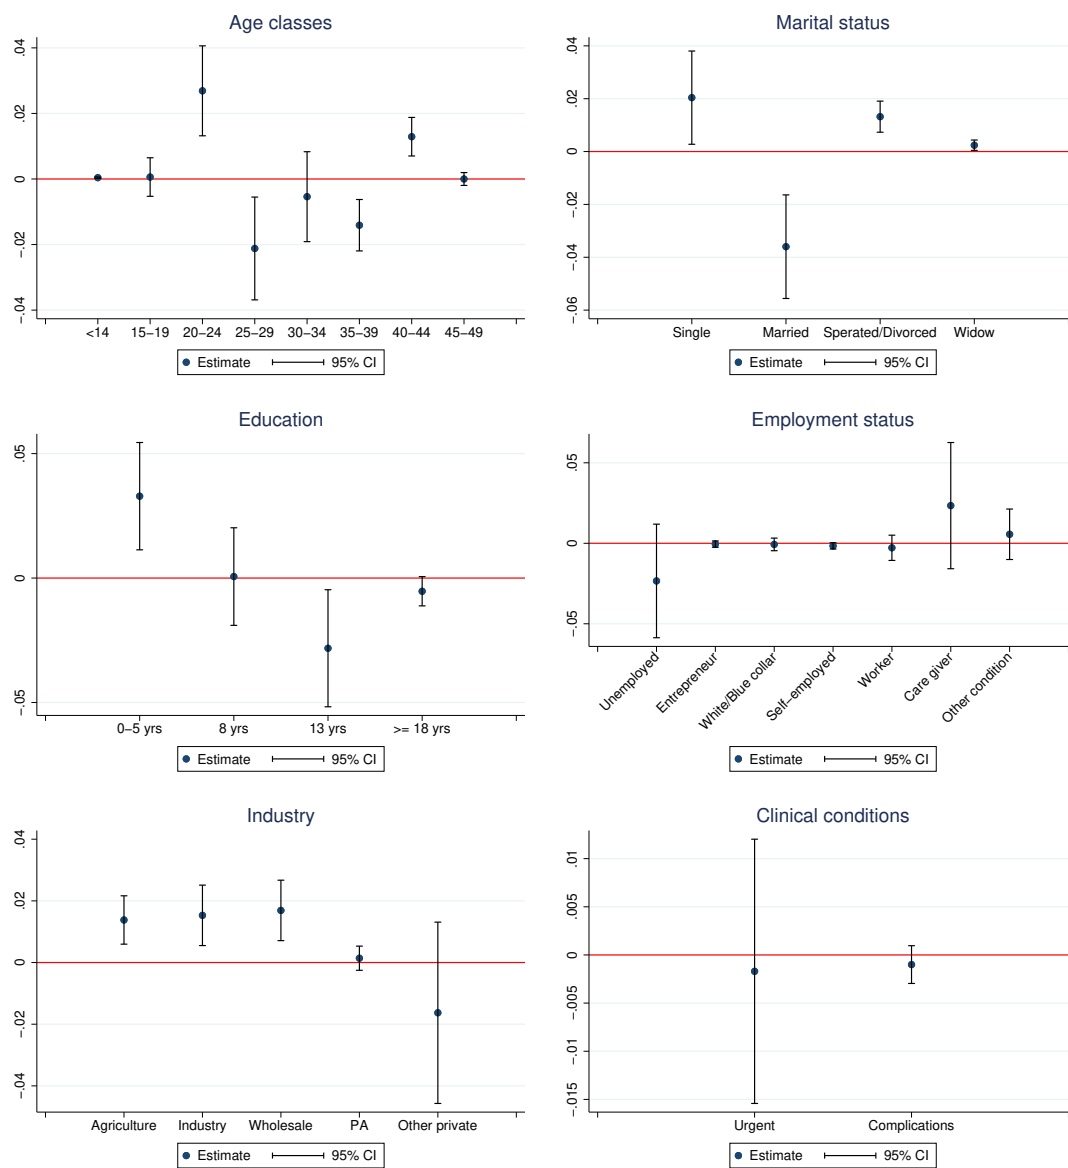 Age classes
.04
.02
0
-.02
-.04
<14 15-19 20-24 25-29 30-34 35-39 40-44 45-49
Estimate 95% CI
Marital status
.04
.02
0
-.02
-.04
-.06
Single Married Sperated/Divorced Widow
Estimate 95% CI
Education
.05
0
-.05
0-5 yrs 8 yrs 13 yrs >= 18 yrs
Estimate 95% CI
Employment status
.05
0
-.05
Unemployed Entrepreneur White/Blue collar Self-employed Worker Care giver Other condition
Estimate 95% CI
Industry
.04
.02
0
-.02
-.04
Agriculture Industry Wholesale PA Other private
Estimate 95% CI
Clinical conditions
.01
.005
0
-.005
-.01
-.015
Urgent Complications
Estimate 95% CI